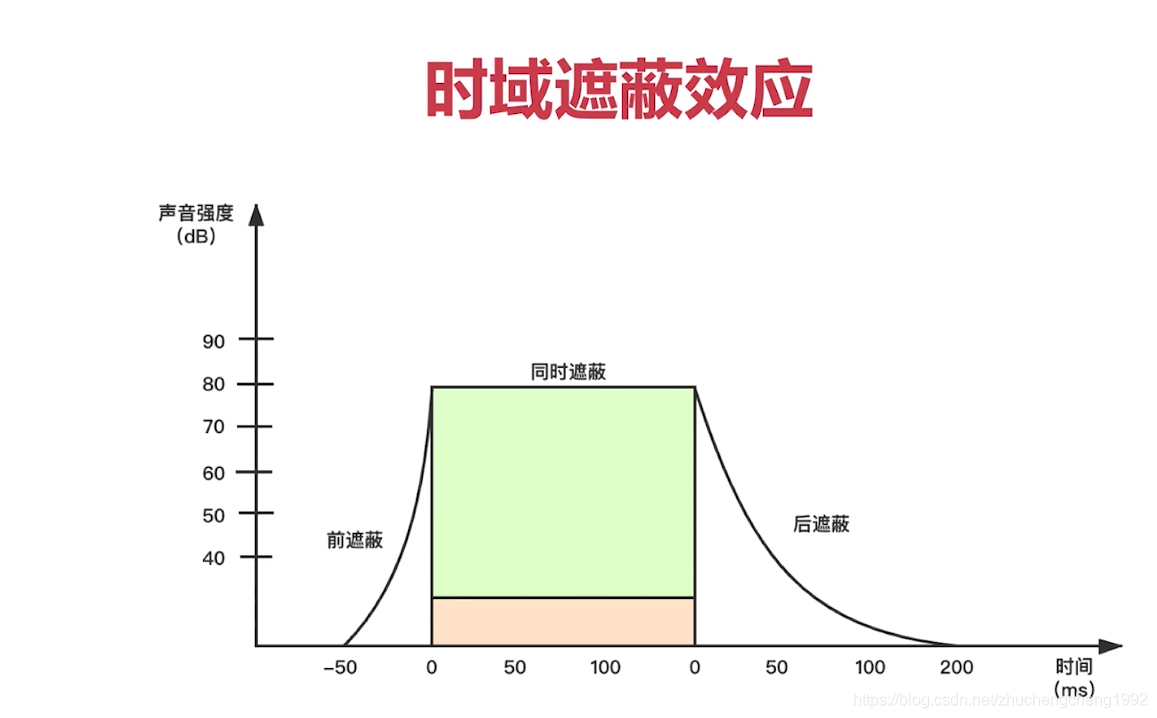 时域遮蔽效应
声音强度
（dB）
90
80
70
60
50
40
同时遮蔽
前遮蔽
后遮蔽
-50 0 50 100 0 50 100 200 时间
（ms）
https://blog.csdn.net/zhuchengcheng1992